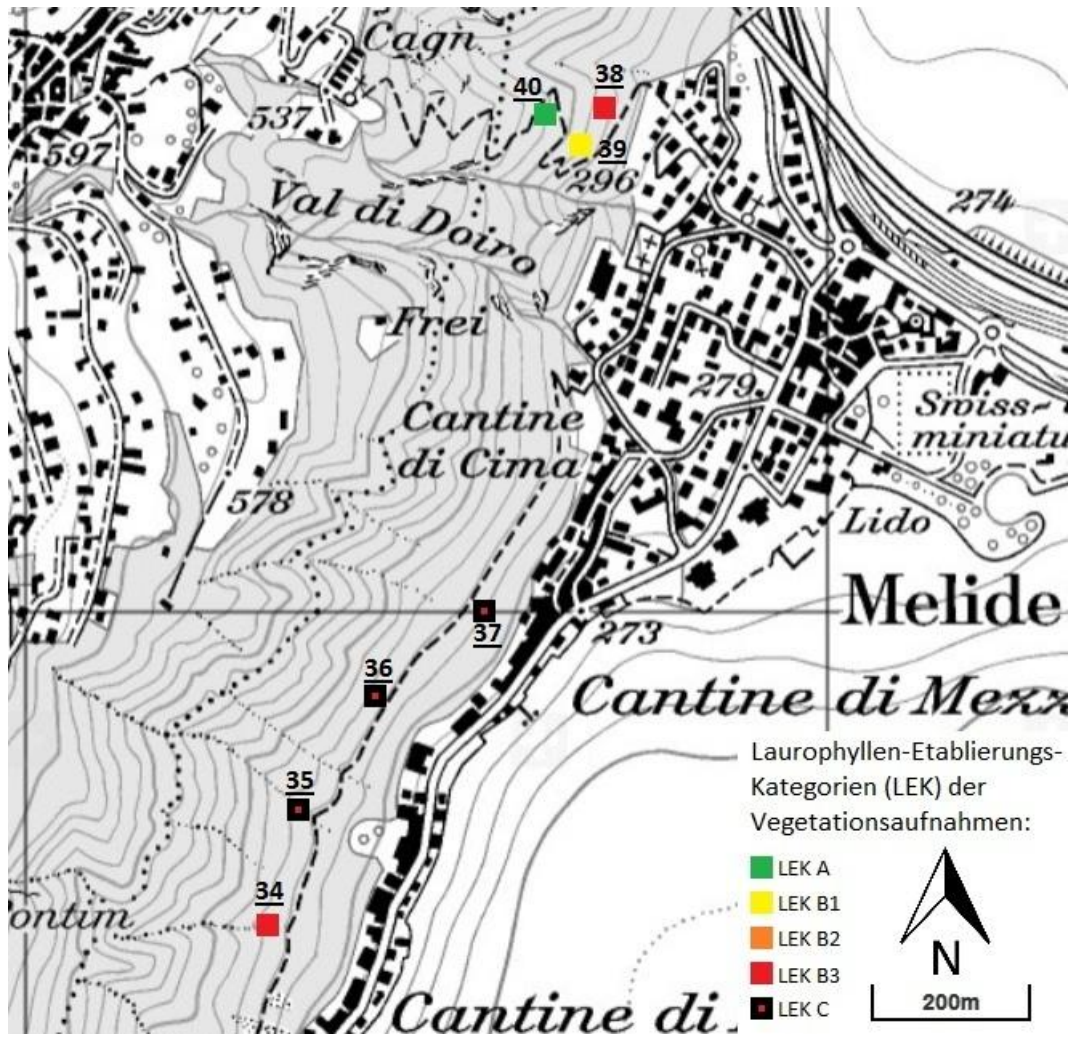 Cagn.
40
38
537
597
39
296
Val di Doiro
274
Frei
279
Cantine
di Cima
Swiss-
miniatu
578
Lido
Melide
37
273
36
Cantine di Mezz
Laurophyllen-Etablierungs-
Kategorien (LEK) der
Vegetationsaufnahmen:
35
LEK A
34
LEK B1
ontim
LEK B2
N
LEK B3
200m
LEK C
Cantine di